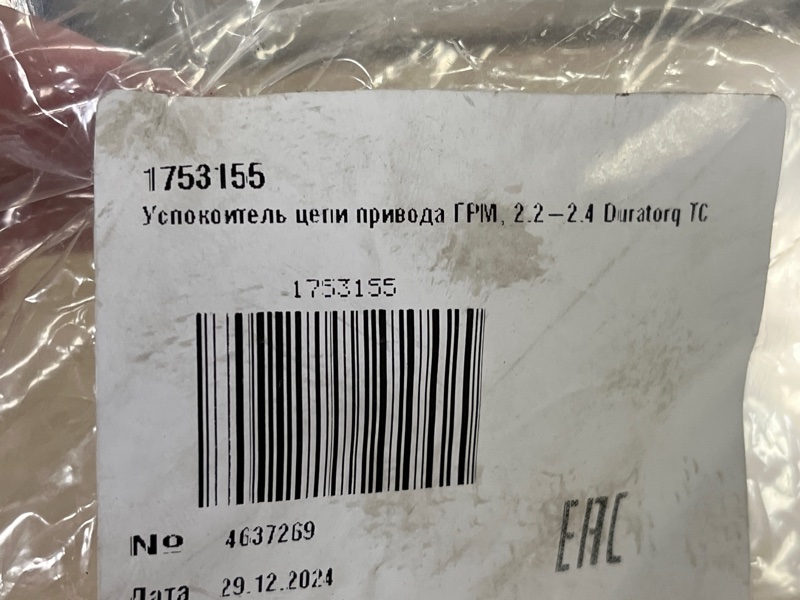 1753155
Успокоитель цепи привода ГРМ, 2.2-2.4 Duratorq TC
1753155
№ 4637269
EAC
Дата 29.12.2024